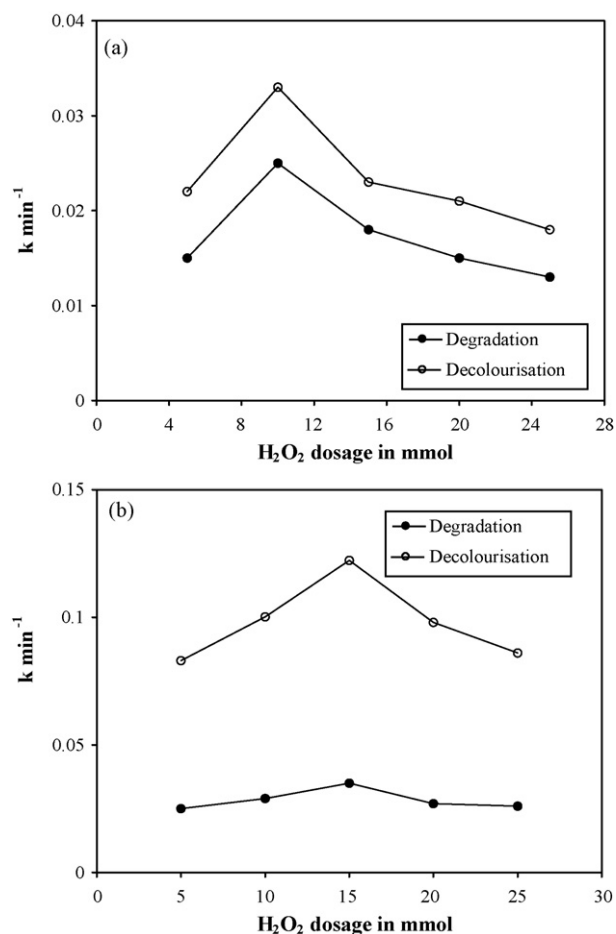 (a)
0.04
0.03
0.02
0.01
0
k min⁻¹
0 4 8 12 16 20 24 28
H₂O₂ dosage in mmol
Degradation
Decolourisation
(b)
0.15
0.1
0.05
0
k min⁻¹
0 5 10 15 20 25 30
H₂O₂ dosage in mmol
Degradation
Decolourisation